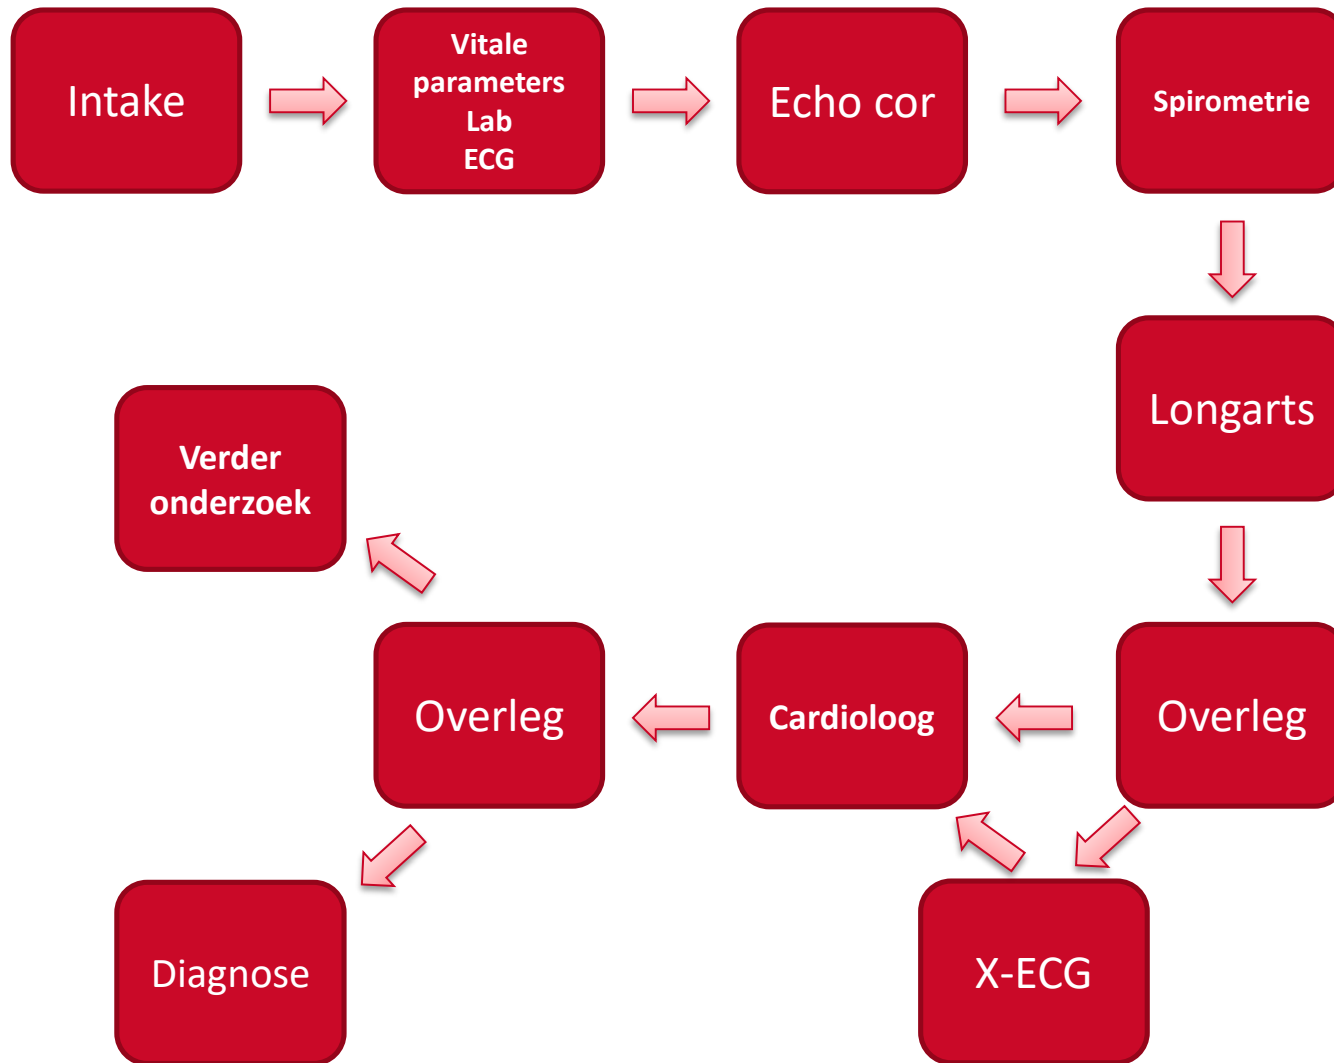 Intake
Vitale
parameters
Lab
ECG
Echo cor
Spirometrie
Longarts
Overleg
Cardioloog
X-ECG
Overleg
Verder
onderzoek
Diagnose